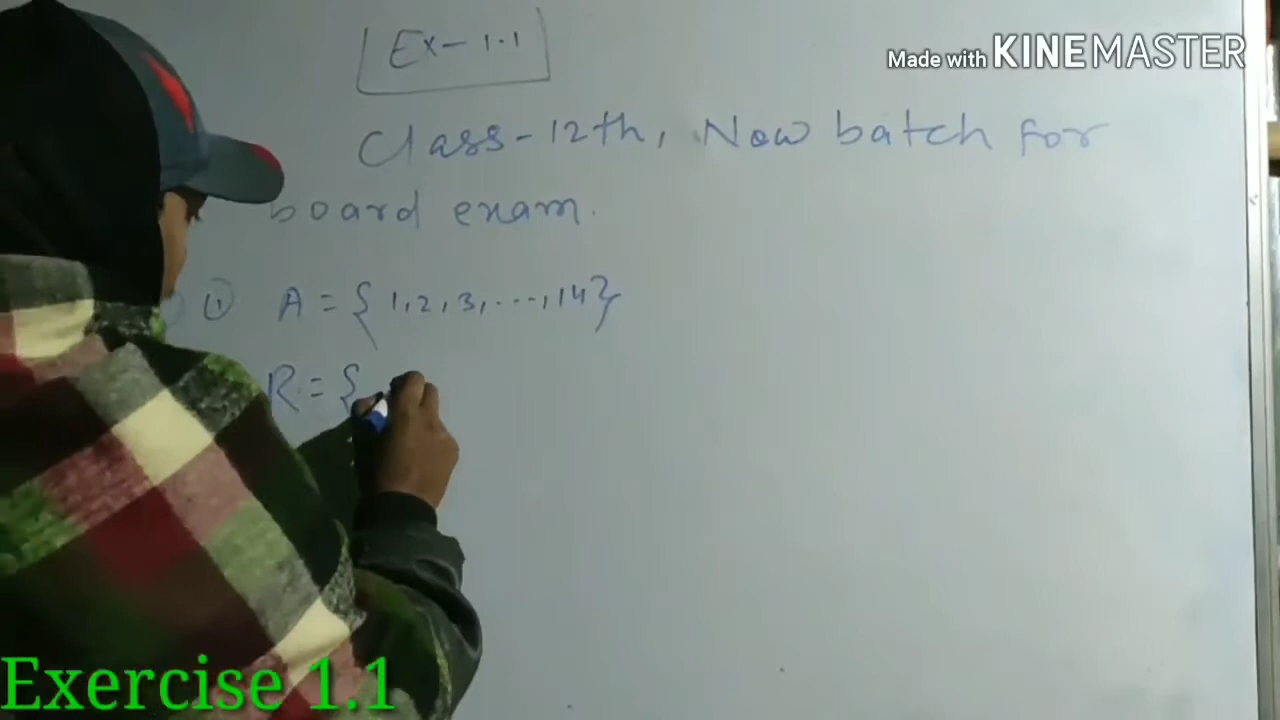 Ex-1.1
Made with KINEMASTER
Class-12th, Now batch for
board exam.
(1) A = { 1, 2, 3, ..., 14}
R = {
Exercise 1.1